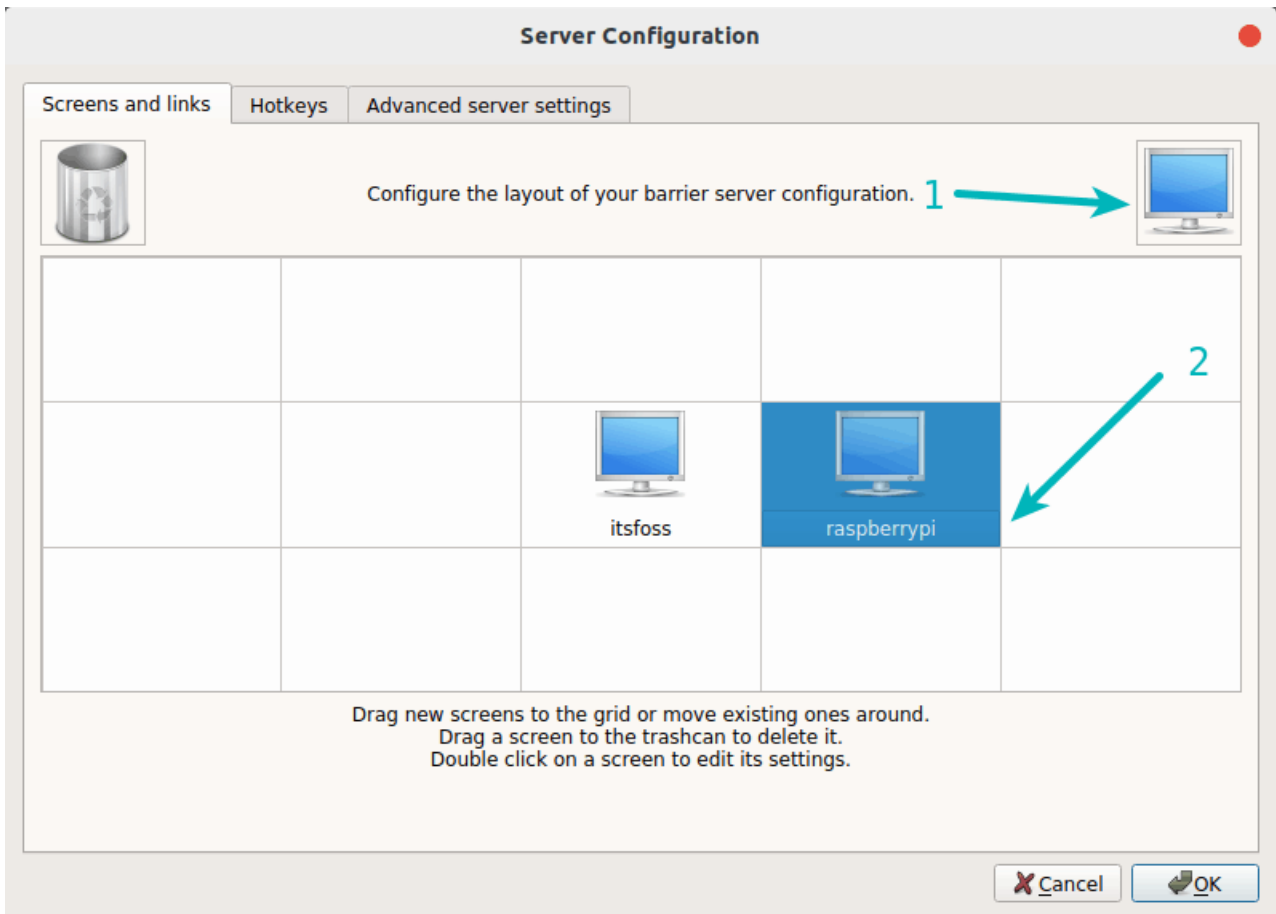 Server Configuration
Screens and links
Hotkeys
Advanced server settings
Configure the layout of your barrier server configuration.
1
2
itsfoss
raspberrypi
Drag new screens to the grid or move existing ones around.
Drag a screen to the trashcan to delete it.
Double click on a screen to edit its settings.
Cancel
OK